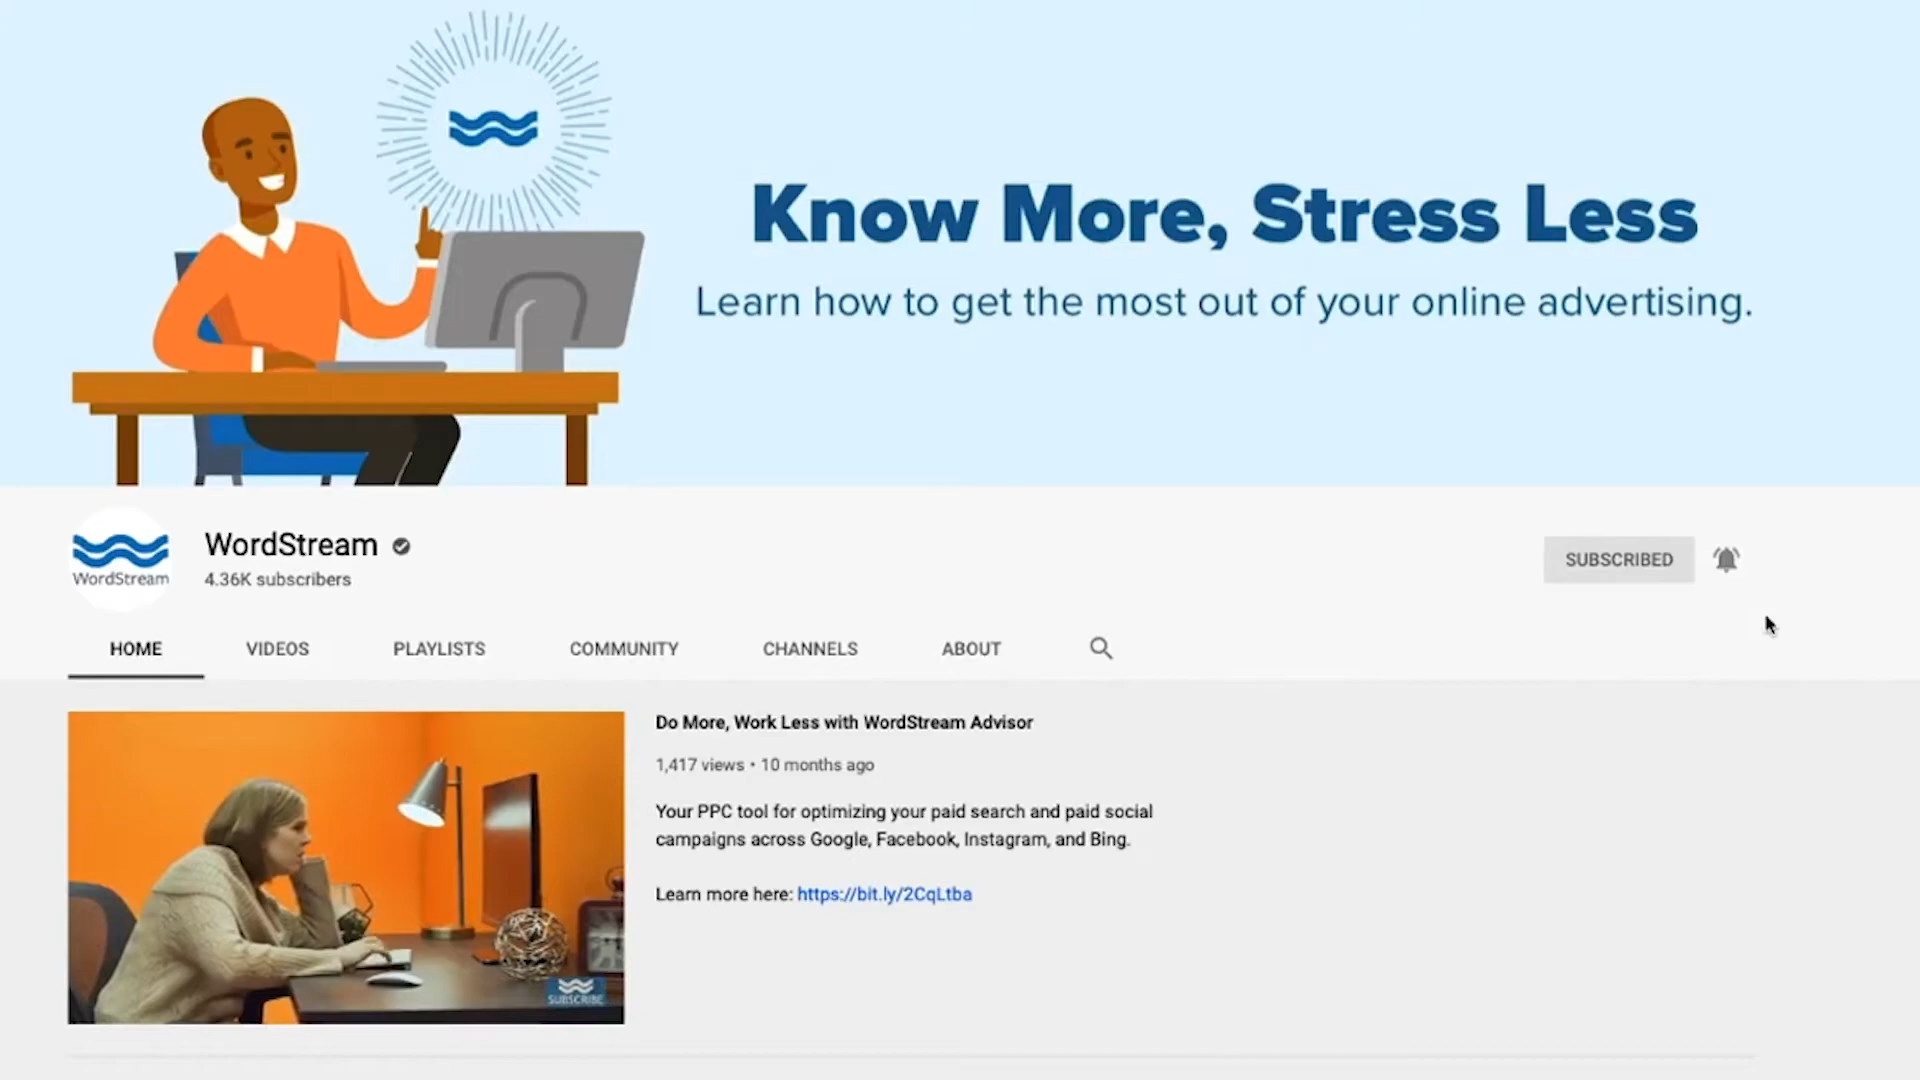 Know More, Stress Less
Learn how to get the most out of your online advertising.
WordStream
WordStream
4.36K subscribers
SUBSCRIBED
HOME
VIDEOS
PLAYLISTS
COMMUNITY
CHANNELS
ABOUT
Do More, Work Less with WordStream Advisor
1,417 views • 10 months ago
Your PPC tool for optimizing your paid search and paid social
campaigns across Google, Facebook, Instagram, and Bing.
Learn more here: https://bit.ly/2CqLtba
SUBSCRIBE